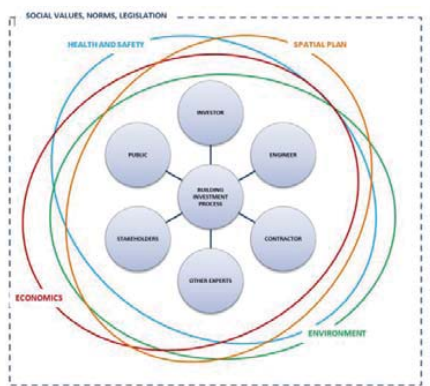 SOCIAL VALUES, NORMS, LEGISLATION
HEALTH AND SAFETY
SPATIAL PLAN
INVESTOR
PUBLIC
ENGINEER
BUILDING
INVESTMENT
PROCESS
STAKEHOLDERS
CONTRACTOR
OTHER EXPERTS
ECONOMICS
ENVIRONMENT